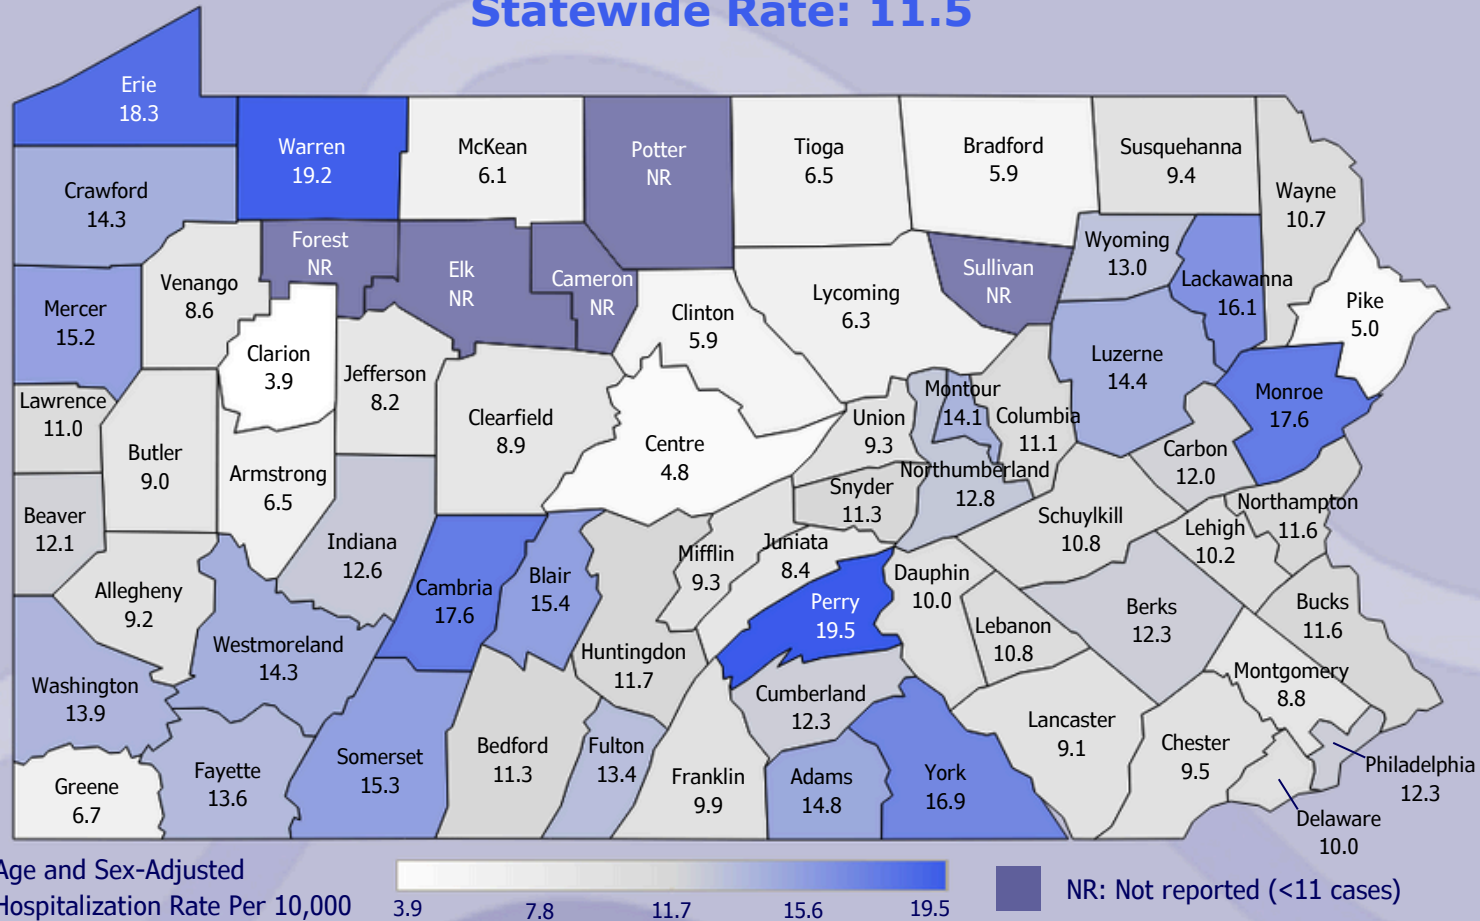 Statewide Rate: 11.5
Erie
18.3
Warren
19.2
McKean
6.1
Potter
NR
Tioga
6.5
Bradford
5.9
Susquehanna
9.4
Wayne
10.7
Crawford
14.3
Forest
NR
Elk
NR
Cameron
NR
Sullivan
NR
Wyoming
13.0
Lackawanna
16.1
Pike
5.0
Mercer
15.2
Venango
8.6
Clarion
3.9
Jefferson
8.2
Clinton
5.9
Lycoming
6.3
Luzerne
14.4
Monroe
17.6
Lawrence
11.0
Butler
9.0
Armstrong
6.5
Clearfield
8.9
Centre
4.8
Union
9.3
Montour
14.1
Columbia
11.1
Carbon
12.0
Northumberland
12.8
Snyder
11.3
Schuylkill
10.8
Northampton
11.6
Lehigh
10.2
Beaver
12.1
Indiana
12.6
Allegheny
9.2
Cambria
17.6
Blair
15.4
Mifflin
9.3
Juniata
8.4
Perry
19.5
Dauphin
10.0
Lebanon
10.8
Berks
12.3
Bucks
11.6
Westmoreland
14.3
Huntingdon
11.7
Washington
13.9
Cumberland
12.3
Montgomery
8.8
Lancaster
9.1
Chester
9.5
Greene
6.7
Fayette
13.6
Somerset
15.3
Bedford
11.3
Fulton
13.4
Franklin
9.9
Adams
14.8
York
16.9
Philadelphia
12.3
Delaware
10.0
Age and Sex-Adjusted
Hospitalization Rate Per 10,000
3.9 7.8 11.7 15.6 19.5
NR: Not reported (<11 cases)